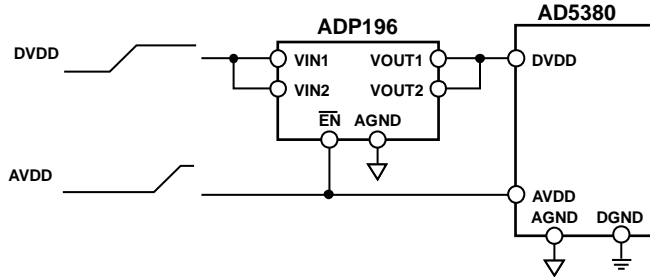 ADP196
AD5380
DVDD
VIN1
VOUT1
DVDD
VIN2
VOUT2
EN
AGND
AVDD
AVDD
AGND
DGND